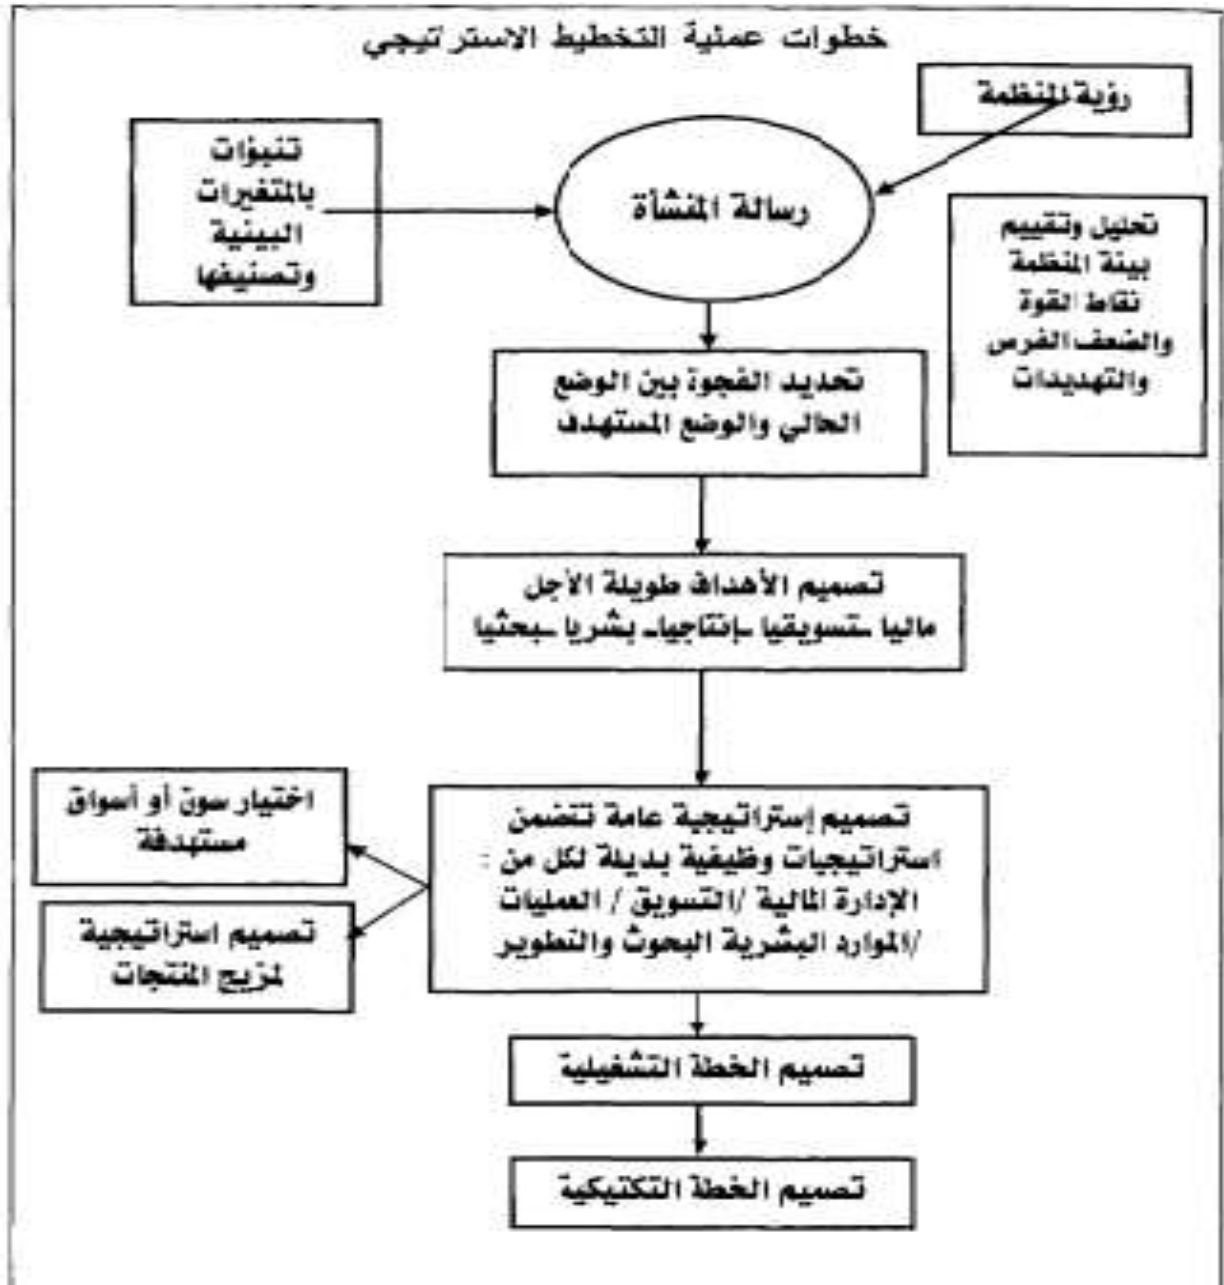 خطوات عملية التخطيط الاستراتيجي
رؤية المنظمة
تنبؤات
بالمتغيرات
البيئية
وتصنيفها
رسالة المنشأة
تحليل وتقييم
بيئة المنظمة
نقاط القوة
والضعف الفرص
والتهديدات
تحديد الفجوة بين الوضع
الحالي والوضع المستهدف
تصميم الأهداف طويلة الأجل
ماليا ـتسويقيا ـإنتاجيا ـ بشريا ـبحثيا
تصميم إستراتيجية عامة تتضمن
استراتيجيات وظيفية بديلة لكل من :
الإدارة المالية /التسويق / العمليات
/الموارد البشرية البحوث والتطوير
اختيار سوق أو أسواق
مستهدفة
تصميم استراتيجية
لمزيج المنتجات
تصميم الخطة التشغيلية
تصميم الخطة التكتيكية